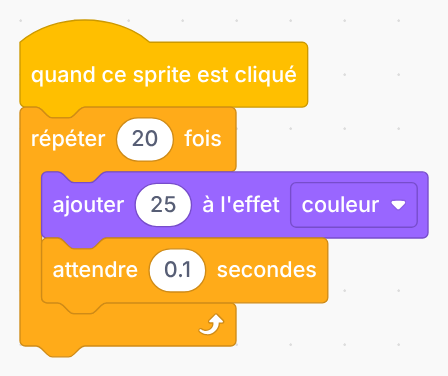 quand ce sprite est cliqué
répéter 20 fois
ajouter 25 à l'effet couleur
attendre 0.1 secondes